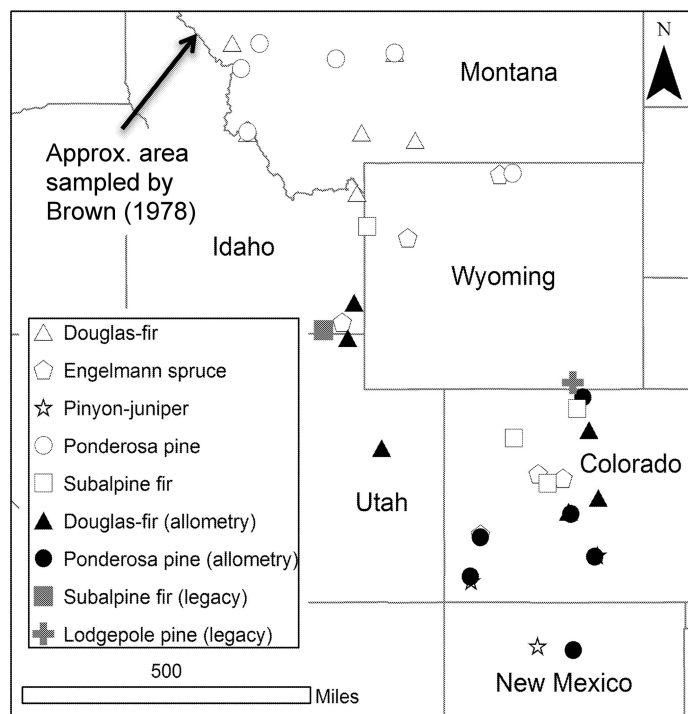 N
Montana
Approx. area
sampled by
Brown (1978)
Idaho
Wyoming
Douglas-fir
Engelmann spruce
Pinyon-juniper
Ponderosa pine
Subalpine fir
Douglas-fir (allometry)
Ponderosa pine (allometry)
Subalpine fir (legacy)
Lodgepole pine (legacy)
Colorado
Utah
500
Miles
New Mexico